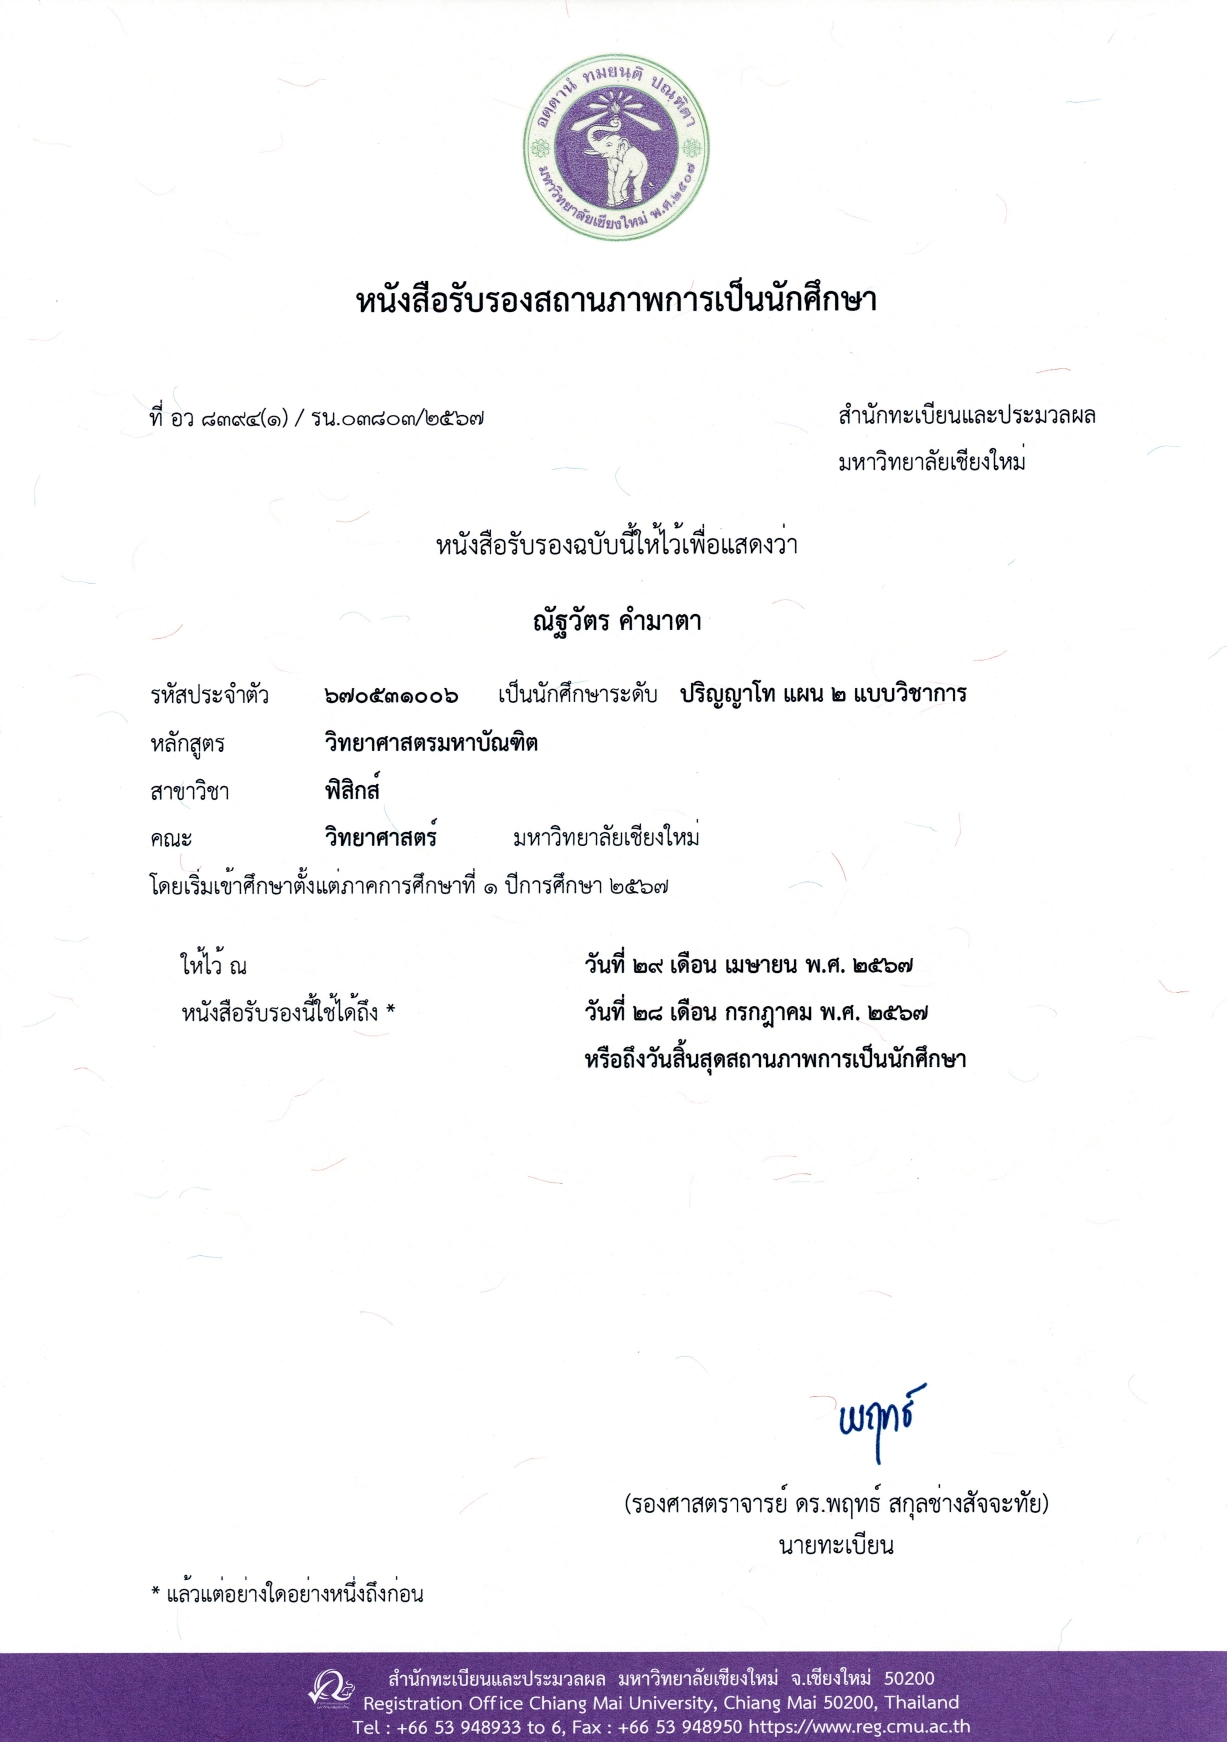 อตฺตานํ ทมยนฺติ ปณฺฑิตา
มหาวิทยาลัยเชียงใหม่ พ.ศ.๒๕๐๗
หนังสือรับรองสถานภาพการเป็นนักศึกษา
ที่ อว ๘๓๙๔(๑) / รน.๐๓๘๐๓/๒๕๖๗ สำนักทะเบียนและประมวลผล
มหาวิทยาลัยเชียงใหม่
หนังสือรับรองฉบับนี้ให้ไว้เพื่อแสดงว่า
ณัฐวัตร คำมาตา
รหัสประจำตัว ๖๗๐๕๓๑๐๐๖ เป็นนักศึกษาระดับ ปริญญาโท แผน ๒ แบบวิชาการ
หลักสูตร วิทยาศาสตรมหาบัณฑิต
สาขาวิชา ฟิสิกส์
คณะ วิทยาศาสตร์ มหาวิทยาลัยเชียงใหม่
โดยเริ่มเข้าศึกษาตั้งแต่ภาคการศึกษาที่ ๑ ปีการศึกษา ๒๕๖๗
ให้ไว้ ณ วันที่ ๒๙ เดือน เมษายน พ.ศ. ๒๕๖๗
หนังสือรับรองนี้ใช้ได้ถึง * วันที่ ๒๘ เดือน กรกฎาคม พ.ศ. ๒๕๖๗
หรือถึงวันสิ้นสุดสถานภาพการเป็นนักศึกษา
พฤทธ์
(รองศาสตราจารย์ ดร.พฤทธ์ สกุลช่างสัจจะทัย)
นายทะเบียน
* แล้วแต่อย่างใดอย่างหนึ่งถึงก่อน
สำนักทะเบียนและประมวลผล มหาวิทยาลัยเชียงใหม่ จ.เชียงใหม่ 50200
Registration Office Chiang Mai University, Chiang Mai 50200, Thailand
Tel : +66 53 948933 to 6, Fax : +66 53 948950 https://www.reg.cmu.ac.th